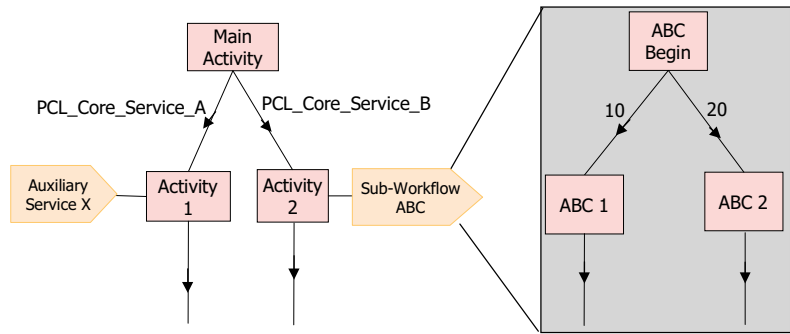 Main
Activity
ABC
Begin
PCL_Core_Service_A
PCL_Core_Service_B
10
20
Auxiliary
Service X
Activity
1
Activity
2
Sub-Workflow
ABC
ABC 1
ABC 2